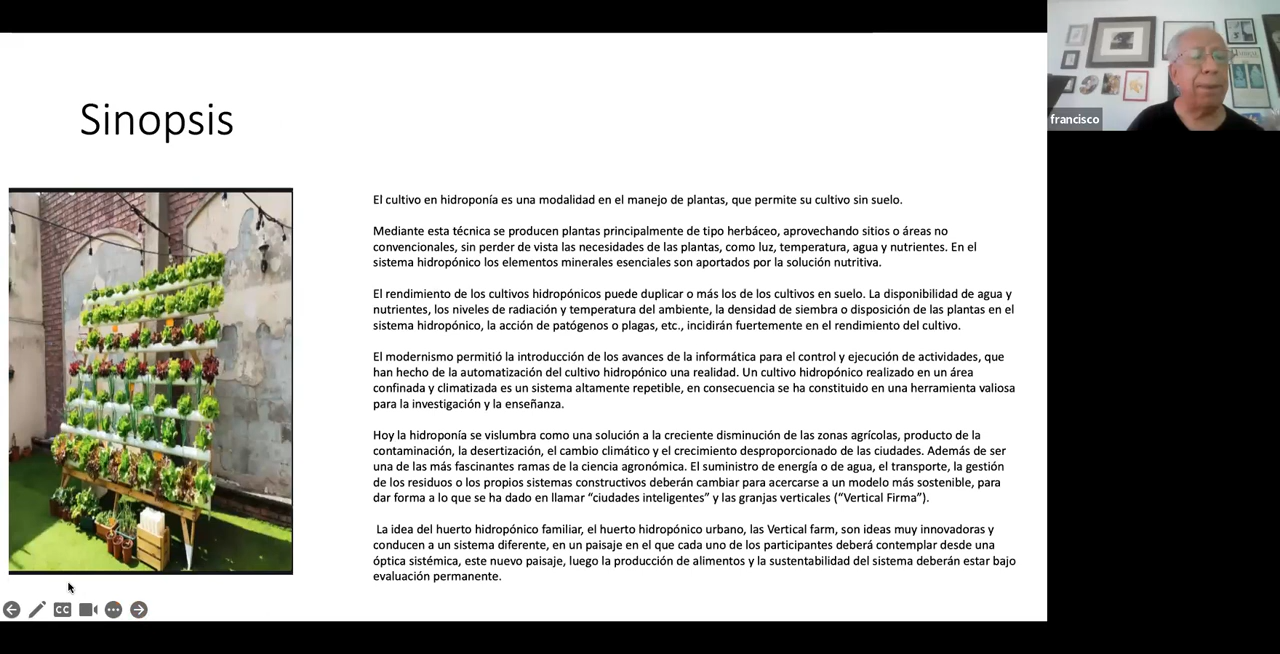 Sinopsis
El cultivo en hidroponía es una modalidad en el manejo de plantas, que permite su cultivo sin suelo.
Mediante esta técnica se producen plantas principalmente de tipo herbáceo, aprovechando sitios o áreas no
convencionales, sin perder de vista las necesidades de las plantas, como luz, temperatura, agua y nutrientes. En el
sistema hidropónico los elementos minerales esenciales son aportados por la solución nutritiva.
El rendimiento de los cultivos hidropónicos puede duplicar o más los de los cultivos en suelo. La disponibilidad de agua y
nutrientes, los niveles de radiación y temperatura del ambiente, la densidad de siembra o disposición de las plantas en el
sistema hidropónico, la acción de patógenos o plagas, etc., incidirán fuertemente en el rendimiento del cultivo.
El modernismo permitió la introducción de los avances de la informática para el control y ejecución de actividades, que
han hecho de la automatización del cultivo hidropónico una realidad. Un cultivo hidropónico realizado en un área
confinada y climatizada es un sistema altamente repetible, en consecuencia se ha constituido en una herramienta valiosa
para la investigación y la enseñanza.
Hoy la hidroponía se vislumbra como una solución a la creciente disminución de las zonas agrícolas, producto de la
contaminación, la desertización, el cambio climático y el crecimiento desproporcionado de las ciudades. Además de ser
una de las más fascinantes ramas de la ciencia agronómica. El suministro de energía o de agua, el transporte, la gestión
de los residuos o los propios sistemas constructivos deberán cambiar para acercarse a un modelo más sostenible, para
dar forma a lo que se ha dado en llamar “ciudades inteligentes” y las granjas verticales (“Vertical Firma”).
La idea del huerto hidropónico familiar, el huerto hidropónico urbano, las Vertical farm, son ideas muy innovadoras y
conducen a un sistema diferente, en un paisaje en el que cada uno de los participantes deberá contemplar desde una
óptica sistémica, este nuevo paisaje, luego la producción de alimentos y la sustentabilidad del sistema deberán estar bajo
evaluación permanente.
francisco
CC